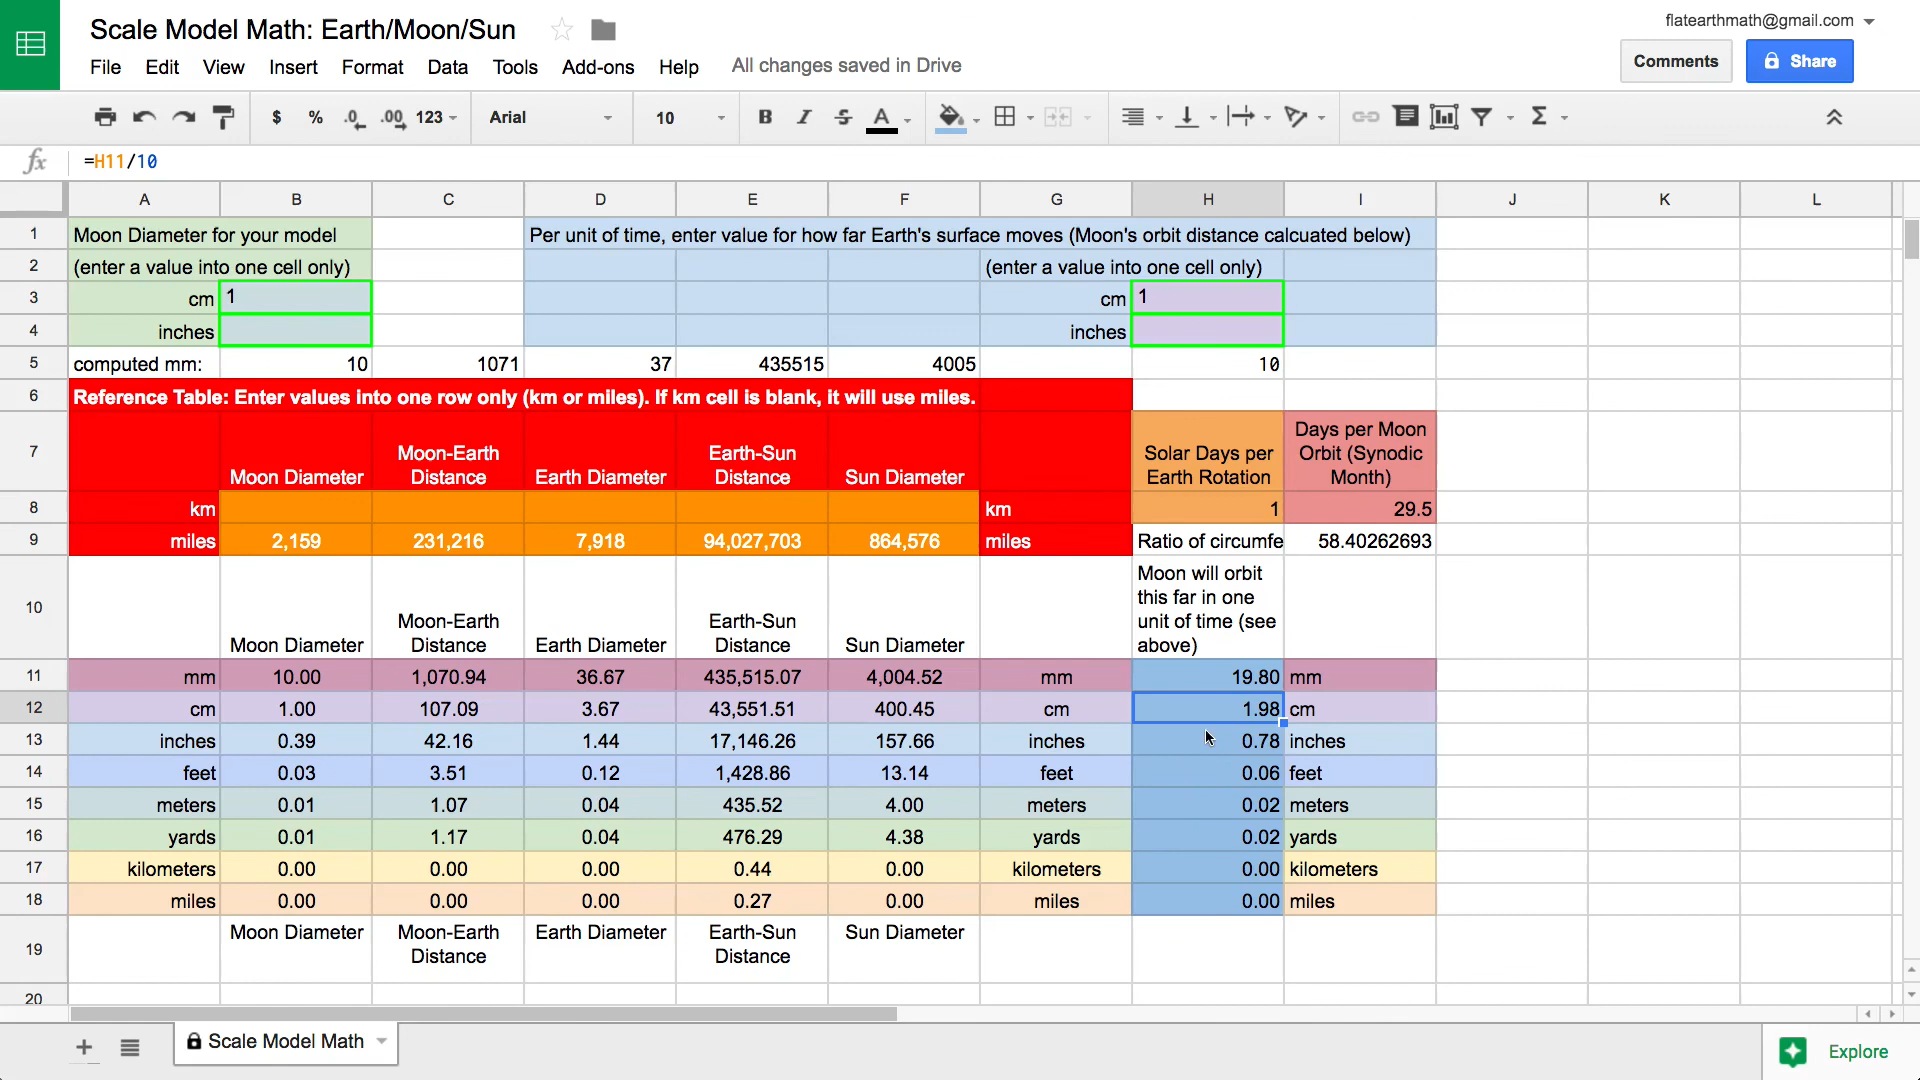 Scale Model Math: Earth/Moon/Sun
flatearthmath@gmail.com
File Edit View Insert Format Data Tools Add-ons Help All changes saved in Drive
Comments Share
$ % .0 .00 123 Arial 10 B I S A Σ
fx =H11/10
A B C D E F G H I J K L
1 Moon Diameter for your model Per unit of time, enter value for how far Earth's surface moves (Moon's orbit distance calcuated below)
2 (enter a value into one cell only) (enter a value into one cell only)
3 cm 1 cm 1
4 inches inches
5 computed mm: 10 1071 37 435515 4005 10
6 Reference Table: Enter values into one row only (km or miles). If km cell is blank, it will use miles.
7 Moon Diameter Moon-Earth Distance Earth Diameter Earth-Sun Distance Sun Diameter Solar Days per Earth Rotation Days per Moon Orbit (Synodic Month)
8 km km 1 29.5
9 miles 2,159 231,216 7,918 94,027,703 864,576 miles Ratio of circumfe 58.40262693
10 Moon Diameter Moon-Earth Distance Earth Diameter Earth-Sun Distance Sun Diameter Moon will orbit this far in one unit of time (see above)
11 mm 10.00 1,070.94 36.67 435,515.07 4,004.52 mm 19.80 mm
12 cm 1.00 107.09 3.67 43,551.51 400.45 cm 1.98 cm
13 inches 0.39 42.16 1.44 17,146.26 157.66 inches 0.78 inches
14 feet 0.03 3.51 0.12 1,428.86 13.14 feet 0.06 feet
15 meters 0.01 1.07 0.04 435.52 4.00 meters 0.02 meters
16 yards 0.01 1.17 0.04 476.29 4.38 yards 0.02 yards
17 kilometers 0.00 0.00 0.00 0.44 0.00 kilometers 0.00 kilometers
18 miles 0.00 0.00 0.00 0.27 0.00 miles 0.00 miles
19 Moon Diameter Moon-Earth Distance Earth Diameter Earth-Sun Distance Sun Diameter
20
Scale Model Math
Explore